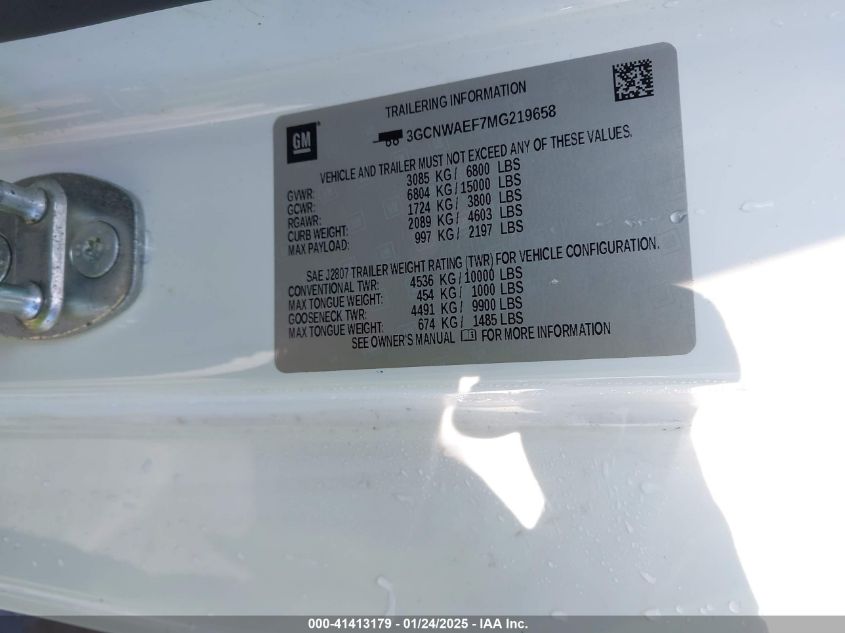 TRAILERING INFORMATION
GM
3GCNWAEF7MG219658
VEHICLE AND TRAILER MUST NOT EXCEED ANY OF THESE VALUES.
GVWR: 3085 KG / 6800 LBS
GCWR: 6804 KG / 15000 LBS
RGAWR: 1724 KG / 3800 LBS
CURB WEIGHT: 2089 KG / 4603 LBS
MAX PAYLOAD: 997 KG / 2197 LBS
SAE J2807 TRAILER WEIGHT RATING (TWR) FOR VEHICLE CONFIGURATION.
CONVENTIONAL TWR: 4536 KG / 10000 LBS
MAX TONGUE WEIGHT: 454 KG / 1000 LBS
GOOSENECK TWR: 4491 KG / 9900 LBS
MAX TONGUE WEIGHT: 674 KG / 1485 LBS
SEE OWNER'S MANUAL FOR MORE INFORMATION
000-41413179 - 01/24/2025 - IAA Inc.